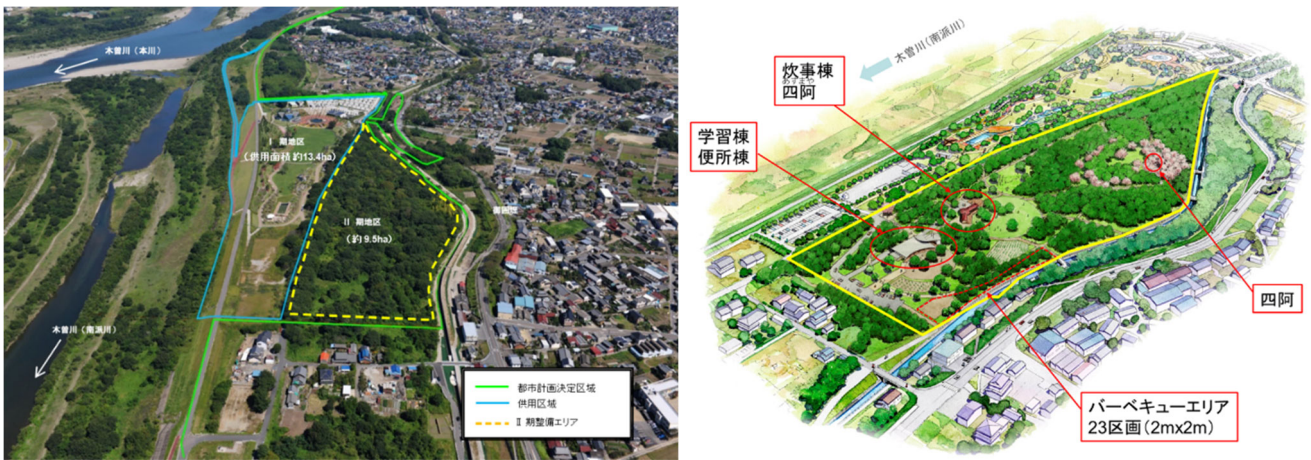 木曽川（本川）
Ⅰ 期地区
（供用面積 約13.4ha）
Ⅱ 期地区
（約 9.5ha）
木曽川（南派川）
都市計画決定区域
供用区域
Ⅱ 期整備エリア
木曽川（南派川）
炊事棟
あずまや
四阿
学習棟
便所棟
四阿
バーベキューエリア
23区画（2mx2m）